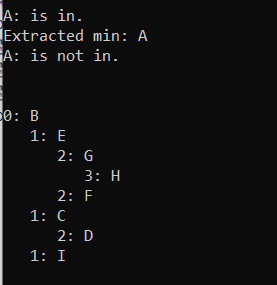 A: is in.
Extracted min: A
A: is not in.
0: B
1: E
2: G
3: H
2: F
1: C
2: D
1: I